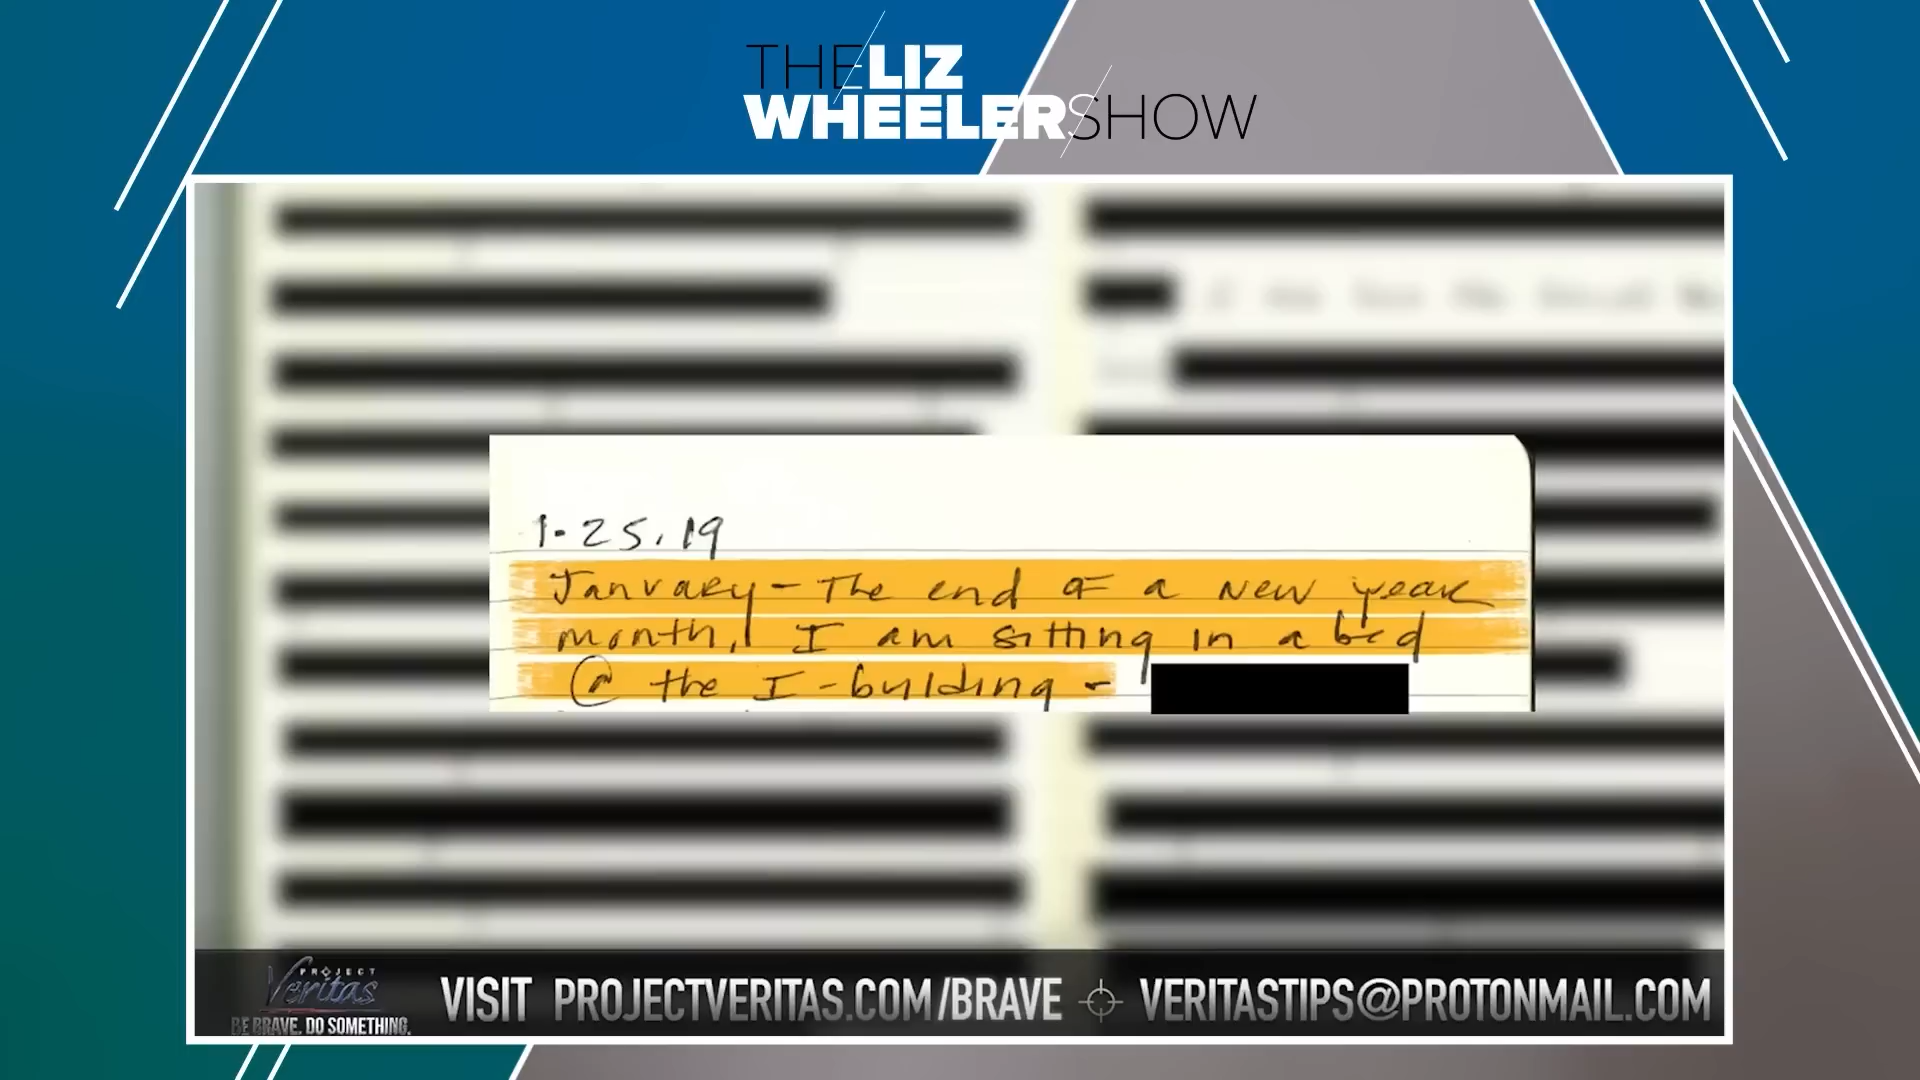 THE LIZ
WHEELER SHOW
1.25.19
January - The end of a New year
month, I am sitting in a bed
@ the I-building -
PROJECT
Veritas
BE BRAVE. DO SOMETHING.
VISIT PROJECTVERITAS.COM/BRAVE VERITASTIPS@PROTONMAIL.COM